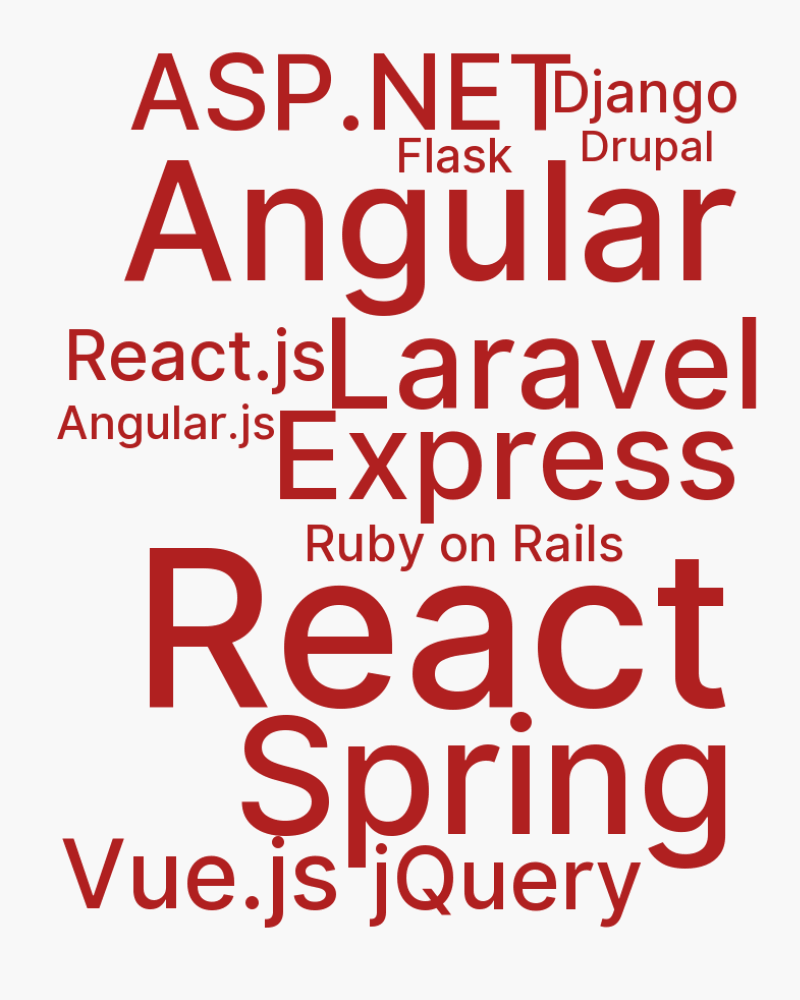 ASP.NET
Django
Flask
Drupal
Angular
React.js
Laravel
Angular.js
Express
Ruby on Rails
React
Spring
Vue.js
jQuery